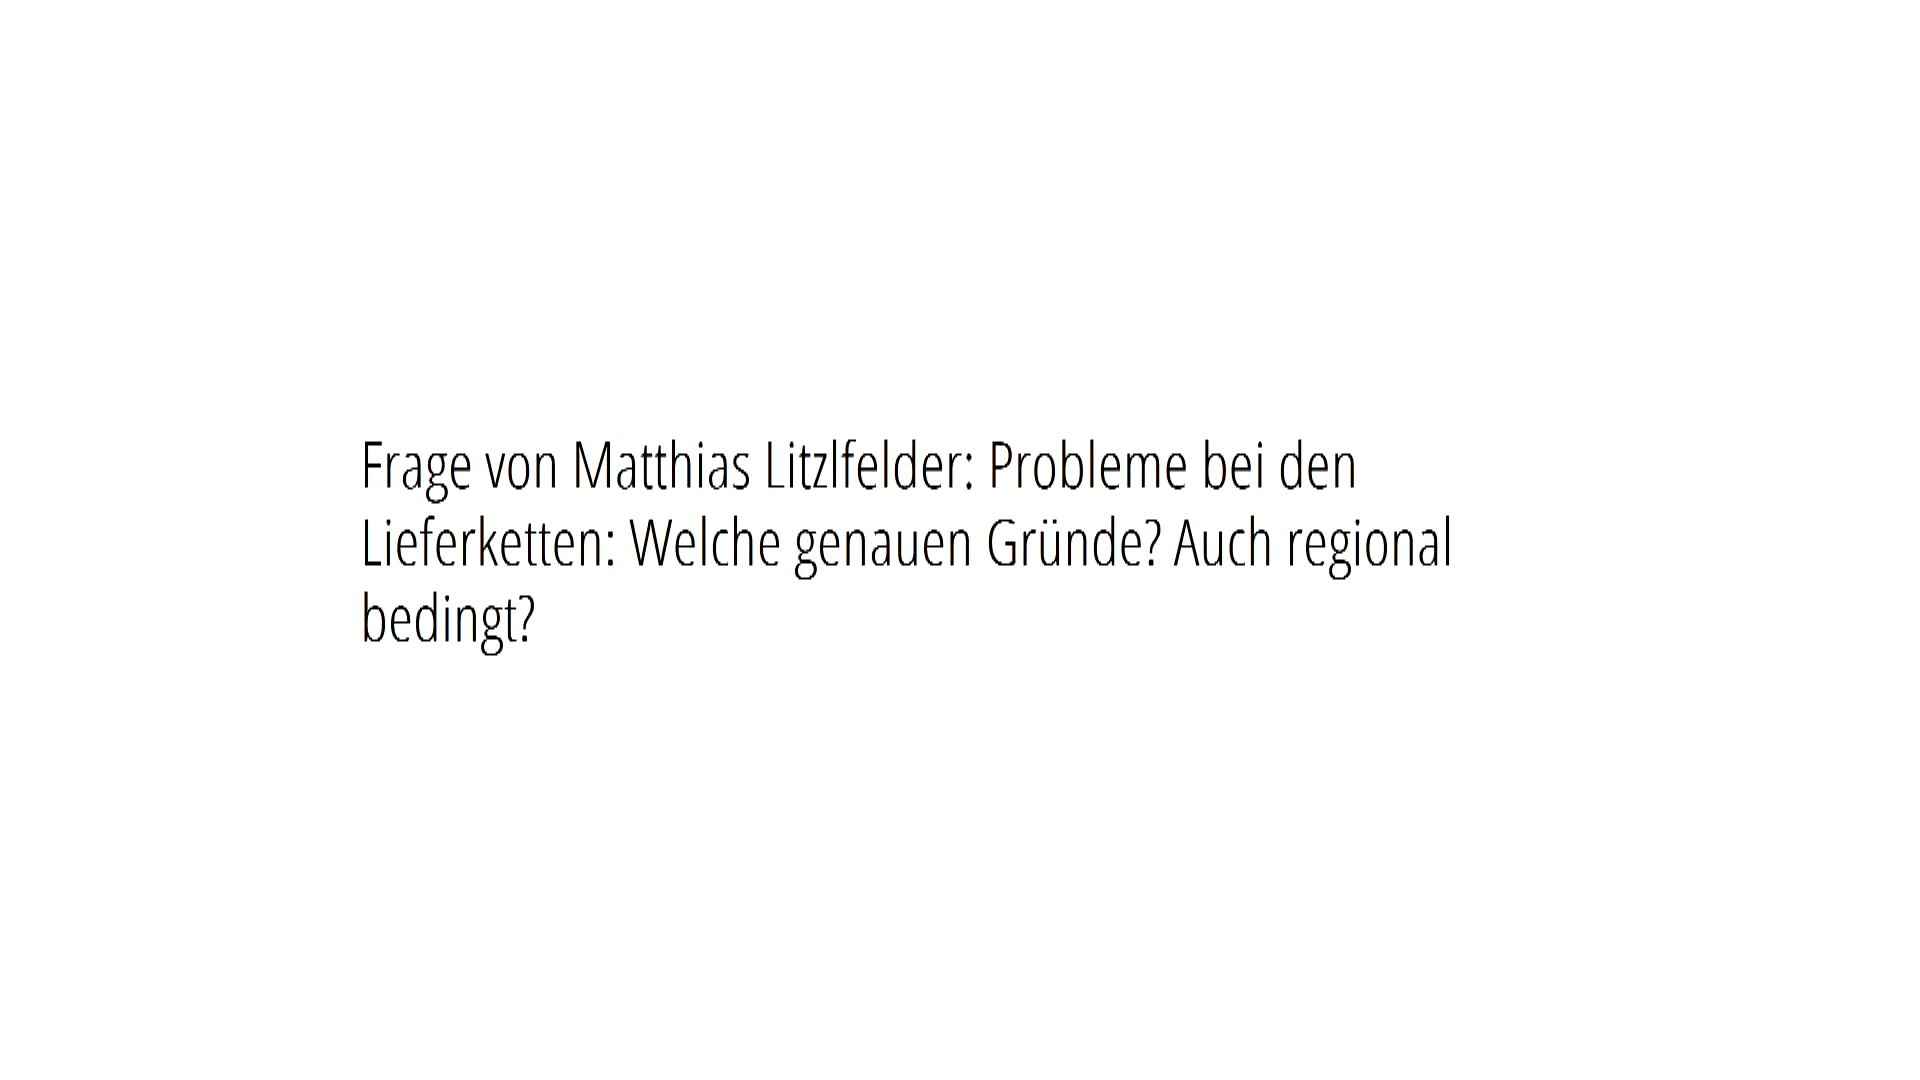 Frage von Matthias Litzlfelder: Probleme bei den
Lieferketten: Welche genauen Gründe? Auch regional
bedingt?